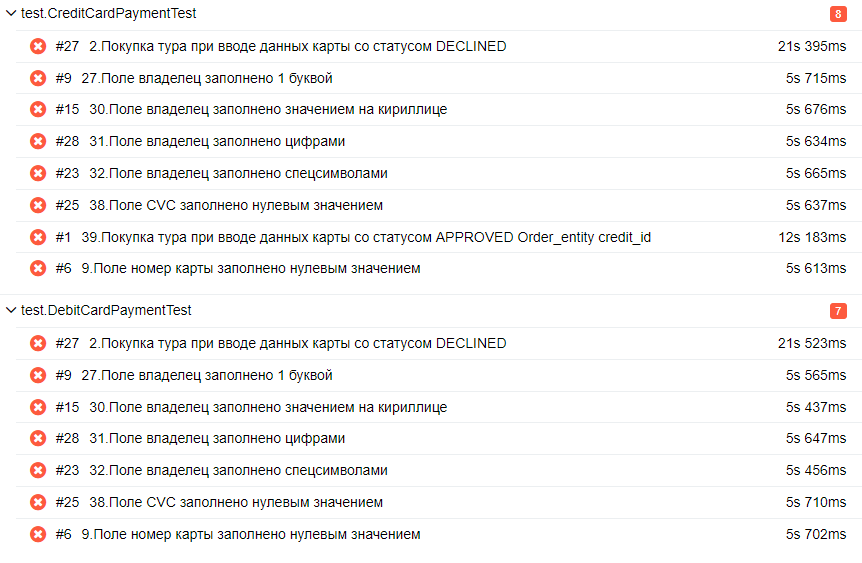 test.CreditCardPaymentTest 8
#27 2.Покупка тура при вводе данных карты со статусом DECLINED 21s 395ms
#9 27.Поле владелец заполнено 1 буквой 5s 715ms
#15 30.Поле владелец заполнено значением на кириллице 5s 676ms
#28 31.Поле владелец заполнено цифрами 5s 634ms
#23 32.Поле владелец заполнено спецсимволами 5s 665ms
#25 38.Поле CVC заполнено нулевым значением 5s 637ms
#1 39.Покупка тура при вводе данных карты со статусом APPROVED Order_entity credit_id 12s 183ms
#6 9.Поле номер карты заполнено нулевым значением 5s 613ms
test.DebitCardPaymentTest 7
#27 2.Покупка тура при вводе данных карты со статусом DECLINED 21s 523ms
#9 27.Поле владелец заполнено 1 буквой 5s 565ms
#15 30.Поле владелец заполнено значением на кириллице 5s 437ms
#28 31.Поле владелец заполнено цифрами 5s 647ms
#23 32.Поле владелец заполнено спецсимволами 5s 456ms
#25 38.Поле CVC заполнено нулевым значением 5s 710ms
#6 9.Поле номер карты заполнено нулевым значением 5s 702ms